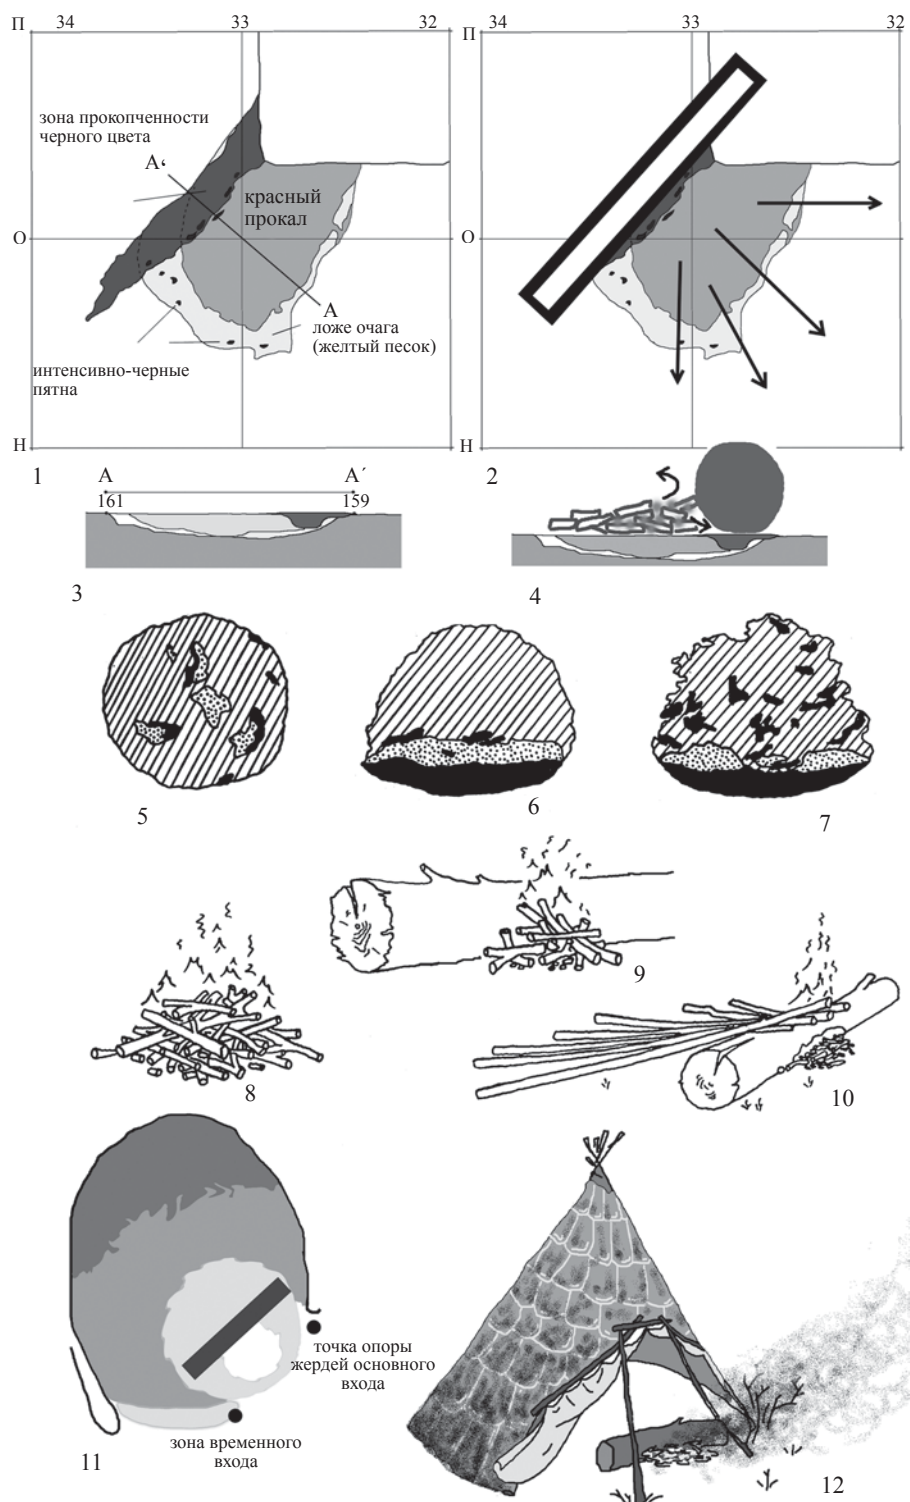 34 33 32
П
зона прокопченности
черного цвета
А‘
красный
прокал
О
А
ложе очага
(желтый песок)
интенсивно-черные
пятна
Н
1
33 32
34
П
О
Н
2
А А´
161 159
3
4
5
6
7
8
9
10
точка опоры
жердей основного
входа
зона временного
входа
11
12